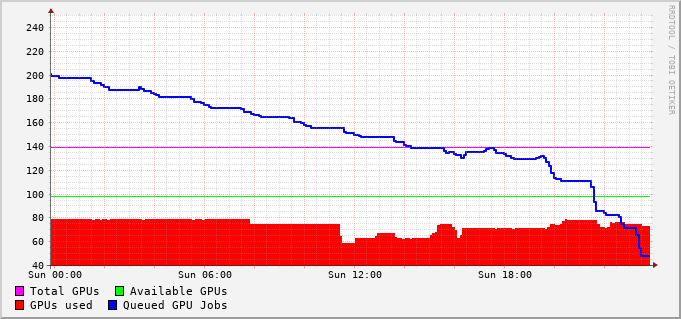 RRDTOOL / TOBI OETIKER
240
220
200
180
160
140
120
100
80
60
40
Sun 00:00 Sun 06:00 Sun 12:00 Sun 18:00
Total GPUs Available GPUs
GPUs used Queued GPU Jobs